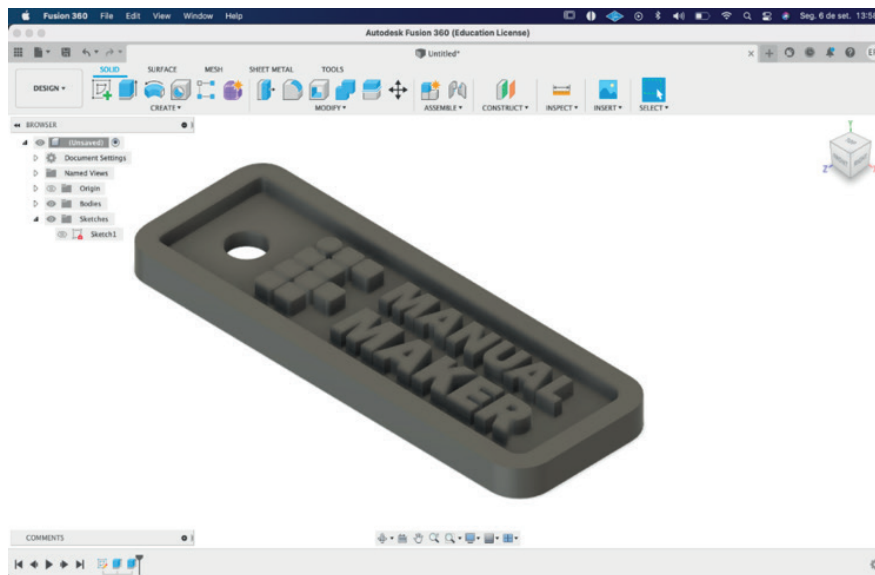 Fusion 360 File Edit View Window Help Seg. 6 de set. 13:58
Autodesk Fusion 360 (Education License)
Untitled*
SOLID SURFACE MESH SHEET METAL TOOLS
DESIGN
CREATE MODIFY ASSEMBLE CONSTRUCT INSPECT INSERT SELECT
BROWSER
(Unsaved)
Document Settings
Named Views
Origin
Bodies
Sketches
Sketch1
MANUAL
MAKER
COMMENTS